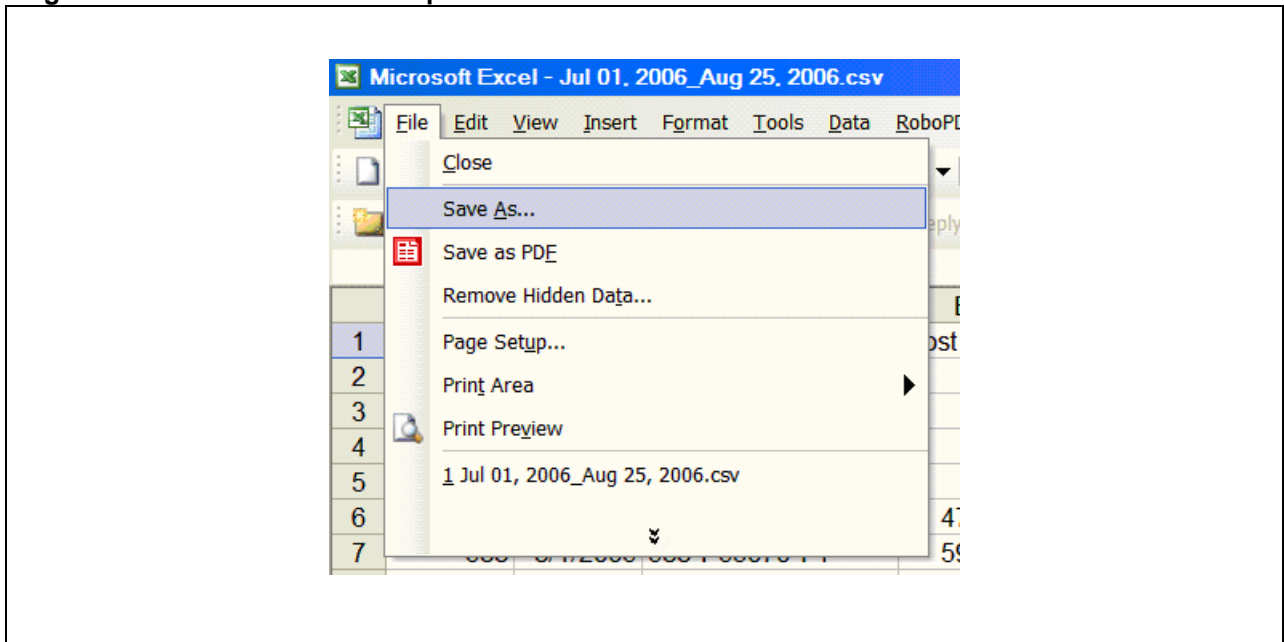 Microsoft Excel - Jul 01, 2006_Aug 25, 2006.csv
File Edit View Insert Format Tools Data
Close
Save As...
Save as PDF
Remove Hidden Data...
1
Page Setup...
2
Print Area
3
Print Preview
4
5
1 Jul 01, 2006_Aug 25, 2006.csv
6
7